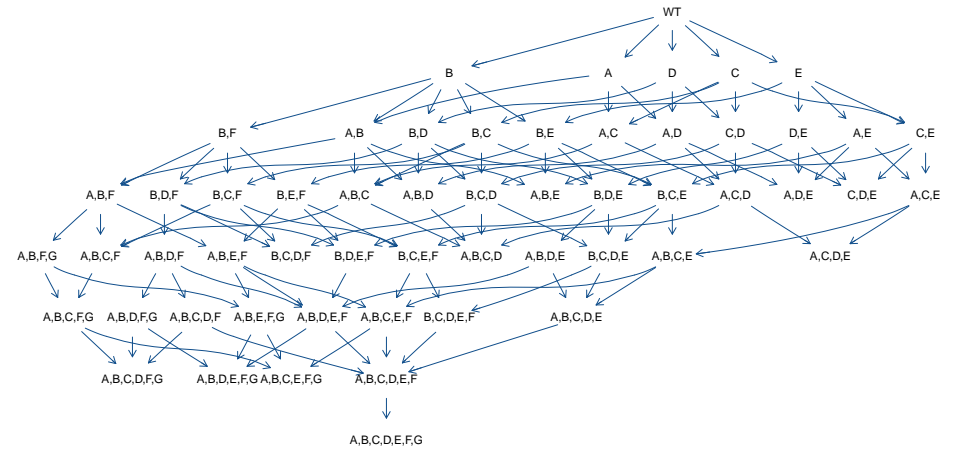 WT
B A D C E
B,F A,B B,D B,C B,E A,C A,D C,D D,E A,E C,E
A,B,F B,D,F B,C,F B,E,F A,B,C A,B,D B,C,D A,B,E B,D,E B,C,E A,C,D A,D,E C,D,E A,C,E
A,B,F,G A,B,C,F A,B,D,F A,B,E,F B,C,D,F B,D,E,F B,C,E,F A,B,C,D A,B,D,E B,C,D,E A,B,C,E A,C,D,E
A,B,C,F,G A,B,D,F,G A,B,C,D,F A,B,E,F,G A,B,D,E,F A,B,C,E,F B,C,D,E,F A,B,C,D,E
A,B,C,D,F,G A,B,D,E,F,G A,B,C,E,F,G A,B,C,D,E,F
A,B,C,D,E,F,G